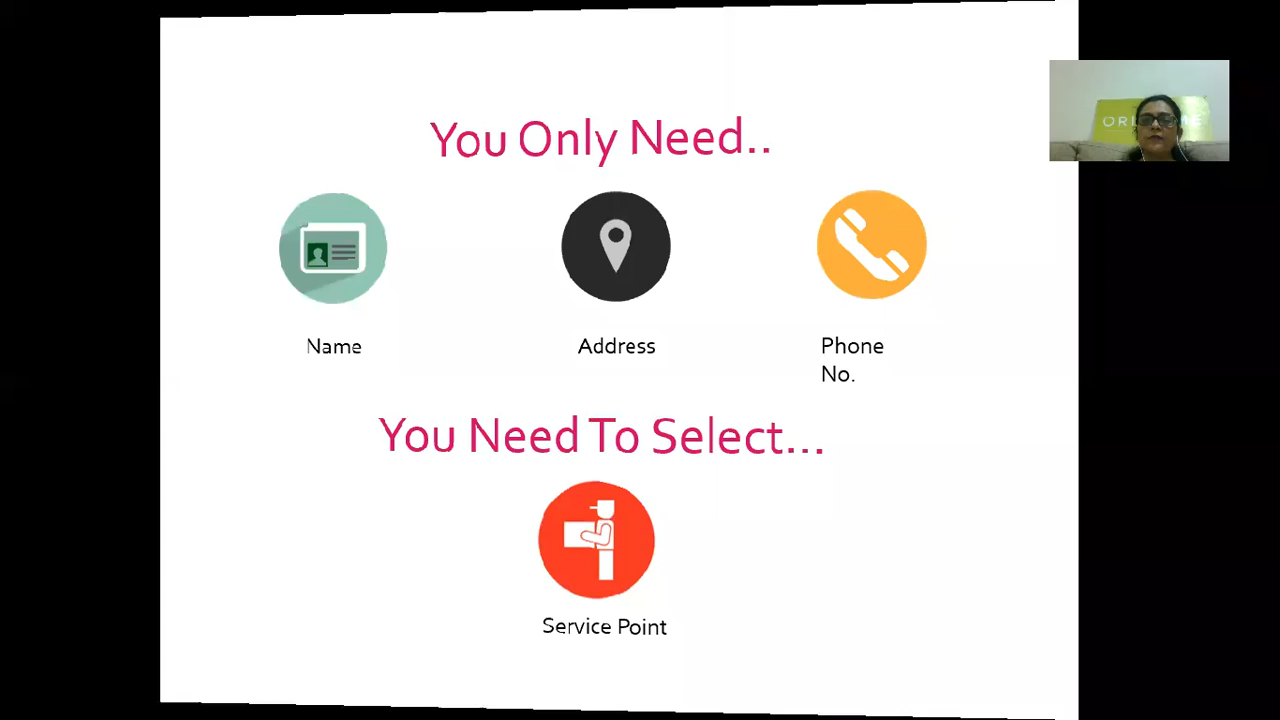 You Only Need..
Name
Address
Phone
No.
You Need To Select...
Service Point